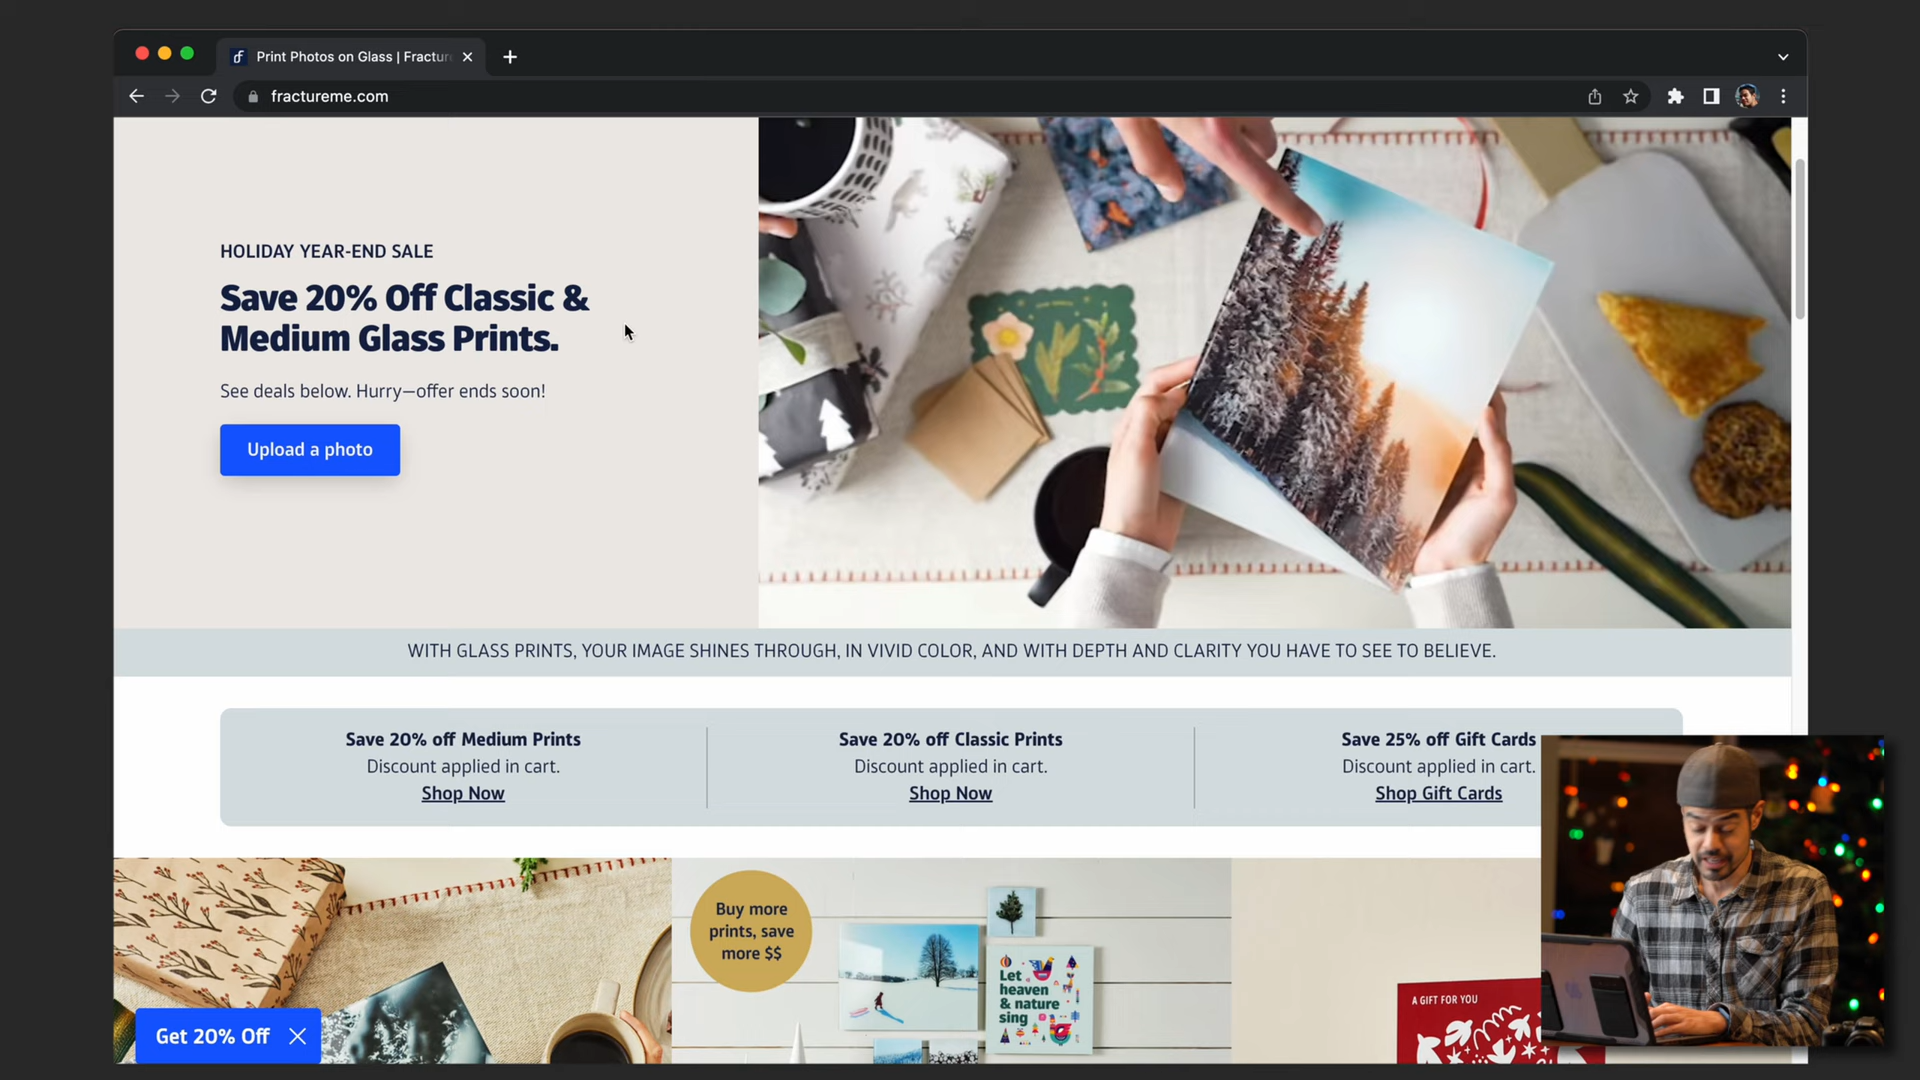 Print Photos on Glass | Fractur
fractureme.com
HOLIDAY YEAR-END SALE
Save 20% Off Classic &
Medium Glass Prints.
See deals below. Hurry—offer ends soon!
Upload a photo
WITH GLASS PRINTS, YOUR IMAGE SHINES THROUGH, IN VIVID COLOR, AND WITH DEPTH AND CLARITY YOU HAVE TO SEE TO BELIEVE.
Save 20% off Medium Prints
Discount applied in cart.
Shop Now
Save 20% off Classic Prints
Discount applied in cart.
Shop Now
Save 25% off Gift Cards
Discount applied in cart.
Shop Gift Cards
Buy more
prints, save
more $$
Let
heaven
& nature
sing
A GIFT FOR YOU
Get 20% Off